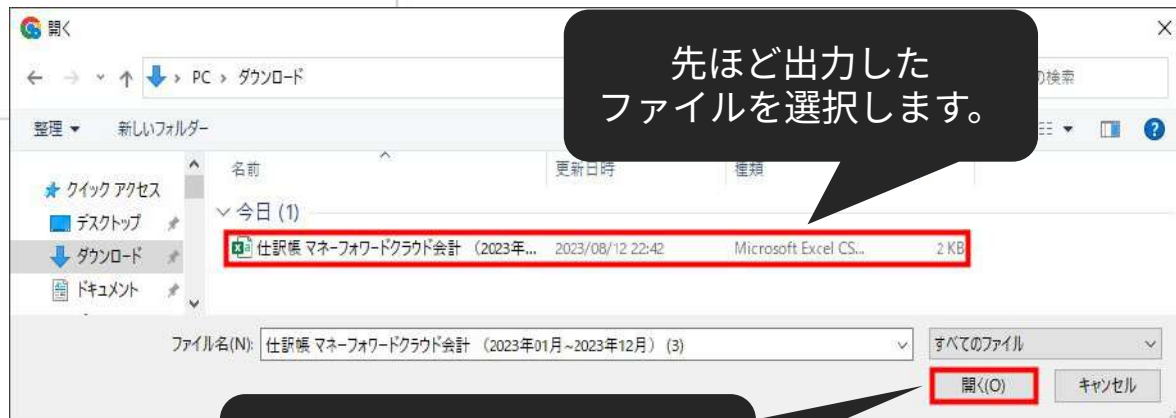 開く
先ほど出力した
ファイルを選択します。
PC › ダウンロード
の検索
整理
新しいフォルダー
名前
更新日時
種類
クイック アクセス
今日 (1)
デスクトップ
仕訳帳 マネーフォワードクラウド会計 （2023年...
2023/08/12 22:42
Microsoft Excel CS...
2 KB
ダウンロード
ドキュメント
ファイル名(N):
仕訳帳 マネーフォワードクラウド会計 （2023年01月~2023年12月） (3)
すべてのファイル
開く(O)
キャンセル